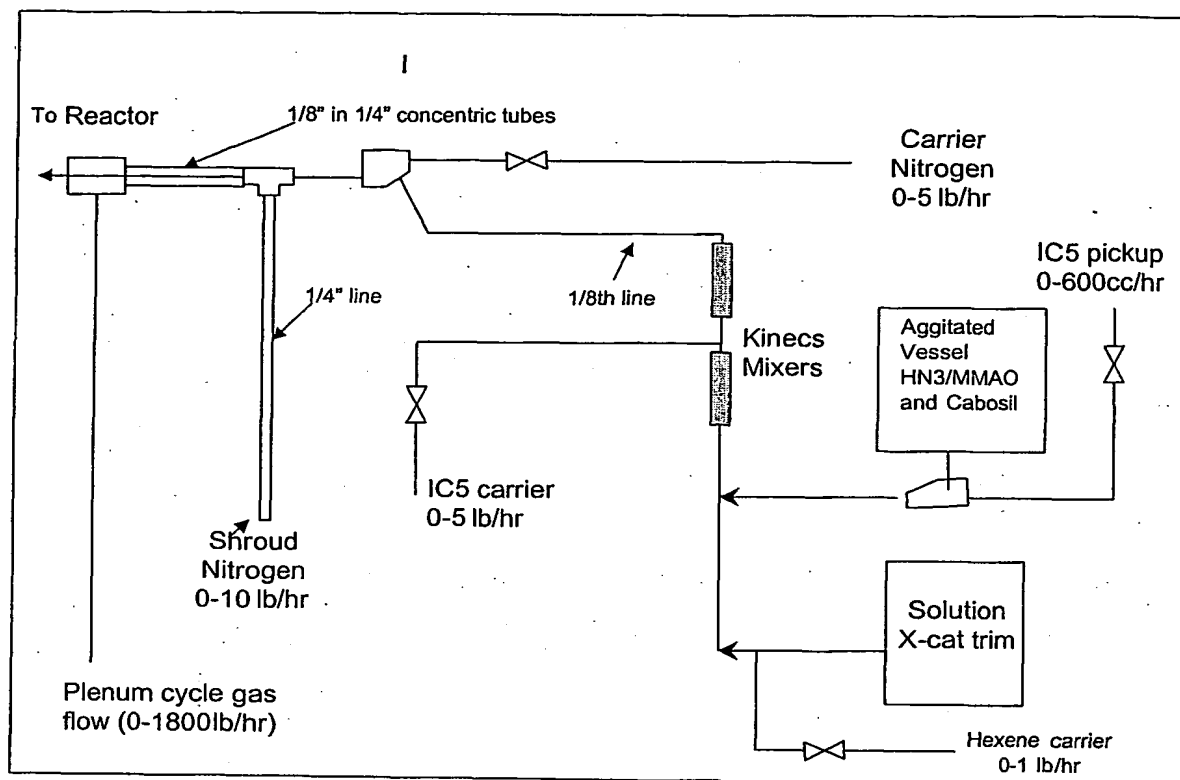 I
To Reactor
1/8" in 1/4" concentric tubes
Carrier
Nitrogen
0-5 lb/hr
IC5 pickup
0-600cc/hr
1/4" line
1/8th line
Kinecs
Mixers
Aggitated
Vessel
HN3/MMAO
and Cabosil
IC5 carrier
0-5 lb/hr
Shroud
Nitrogen
0-10 lb/hr
Solution
X-cat trim
Plenum cycle gas
flow (0-1800lb/hr)
Hexene carrier
0-1 lb/hr